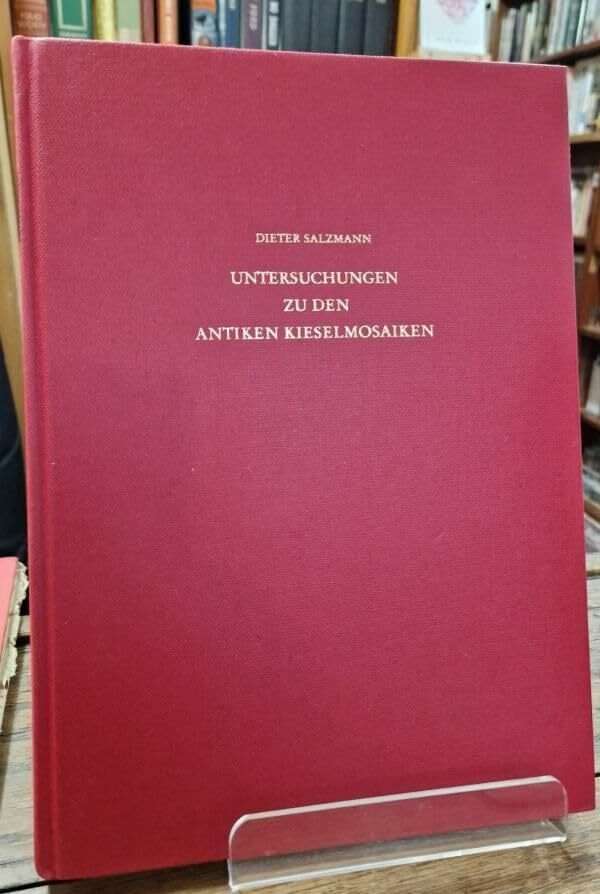 DIETER SALZMANN
UNTERSUCHUNGEN
ZU DEN
ANTIKEN KIESELMOSAIKEN